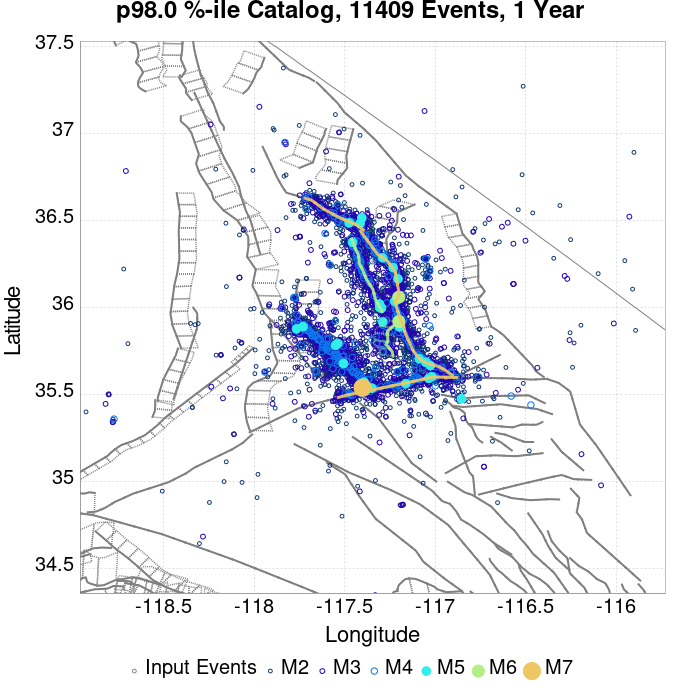 p98.0 %-ile Catalog, 11409 Events, 1 Year
37.5
37
36.5
36
35.5
35
34.5
Latitude
-118.5 -118 -117.5 -117 -116.5 -116
Longitude
Input Events M2 M3 M4 M5 M6 M7